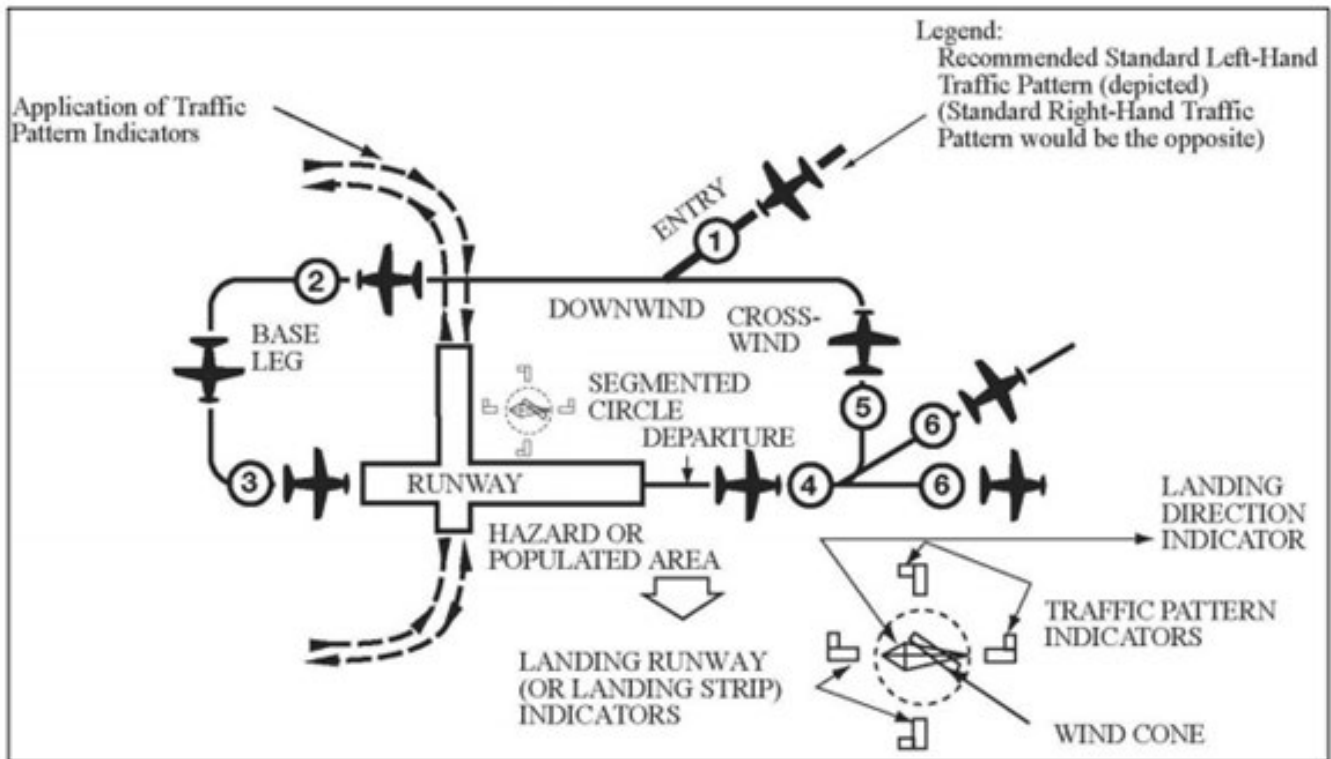 Legend:
Recommended Standard Left-Hand
Traffic Pattern (depicted)
(Standard Right-Hand Traffic
Pattern would be the opposite)
Application of Traffic
Pattern Indicators
ENTRY
1
2
DOWNWIND
CROSS-
WIND
BASE
LEG
SEGMENTED
CIRCLE
DEPARTURE
5
6
3
RUNWAY
4
6
HAZARD OR
POPULATED AREA
LANDING
DIRECTION
INDICATOR
TRAFFIC PATTERN
INDICATORS
LANDING RUNWAY
(OR LANDING STRIP)
INDICATORS
WIND CONE